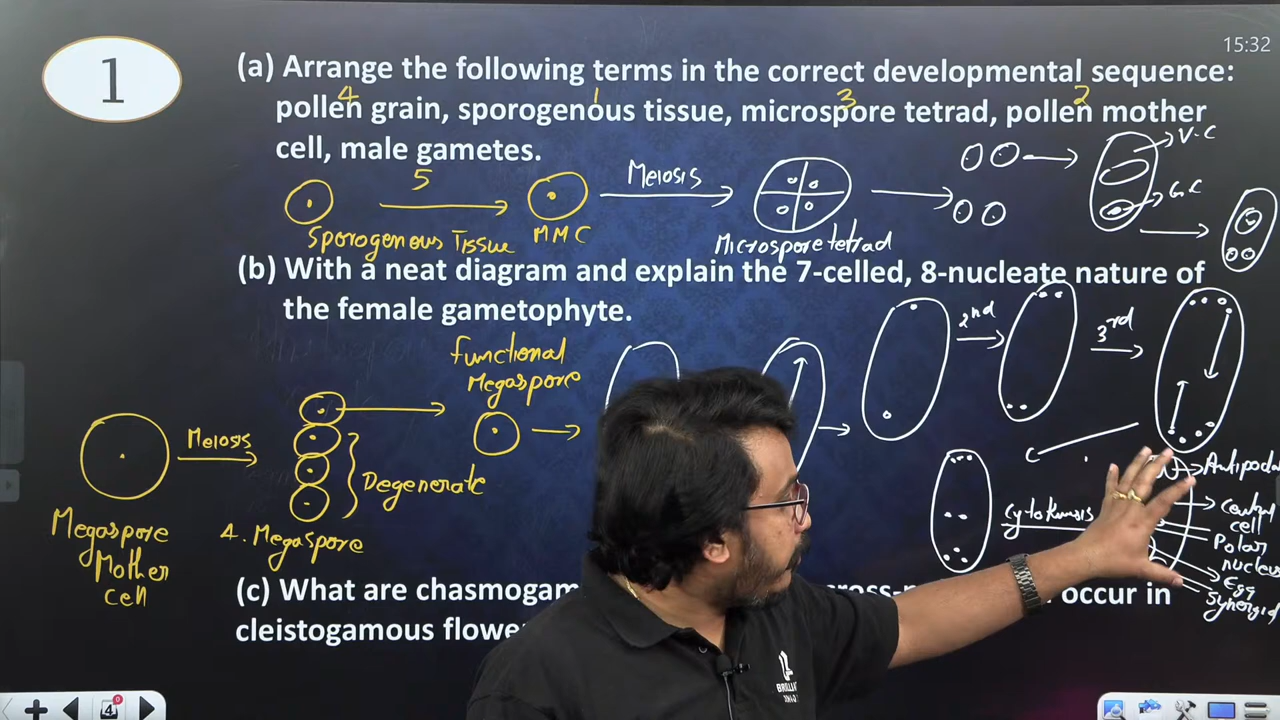 15:32
1
(a) Arrange the following terms in the correct developmental sequence:
4 1 3 2
pollen grain, sporogenous tissue, microspore tetrad, pollen mother
cell, male gametes.
5
Meiosis
V.C
G.C
Sporogenous Tissue
MMC
Microspore tetrad
(b) With a neat diagram and explain the 7-celled, 8-nucleate nature of
the female gametophyte.
2nd
3rd
functional
Megaspore
Meiosis
Degenerate
Megaspore
Mother
cell
4. Megaspore
Cytokinesis
Antipodal
central
cell
Polar
nucleus
Egg
Synergid
(c) What are chasmogam
occur in
cleistogamous flowe
4